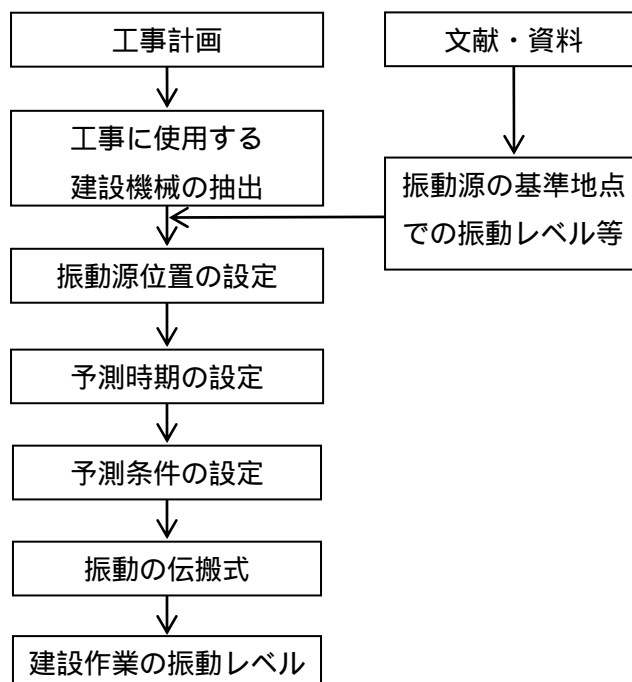 工事計画
文献・資料
工事に使用する
建設機械の抽出
振動源の基準地点
での振動レベル等
振動源位置の設定
予測時期の設定
予測条件の設定
振動の伝搬式
建設作業の振動レベル